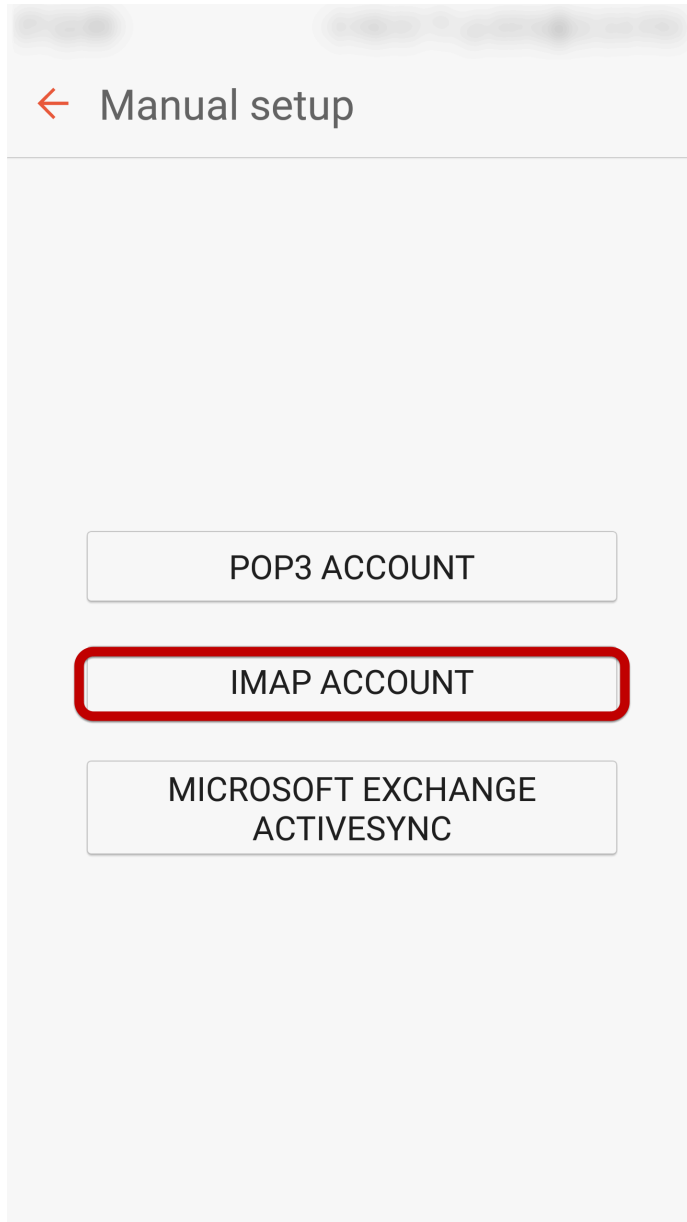 Manual setup
POP3 ACCOUNT
IMAP ACCOUNT
MICROSOFT EXCHANGE
ACTIVESYNC